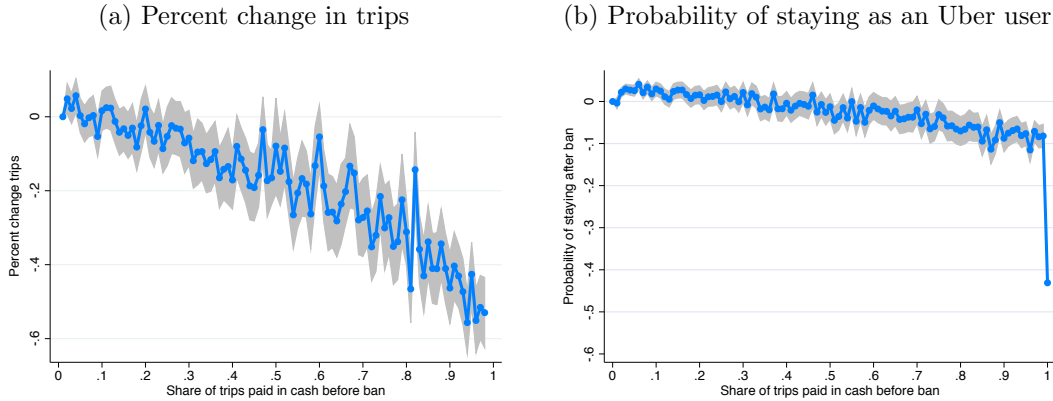 (a) Percent change in trips
Percent change trips
0
-.2
-.4
-.6
0 .1 .2 .3 .4 .5 .6 .7 .8 .9 1
Share of trips paid in cash before ban
(b) Probability of staying as an Uber user
Probability of staying after ban
0
-.1
-.2
-.3
-.4
-.5
-.6
0 .1 .2 .3 .4 .5 .6 .7 .8 .9 1
Share of trips paid in cash before ban